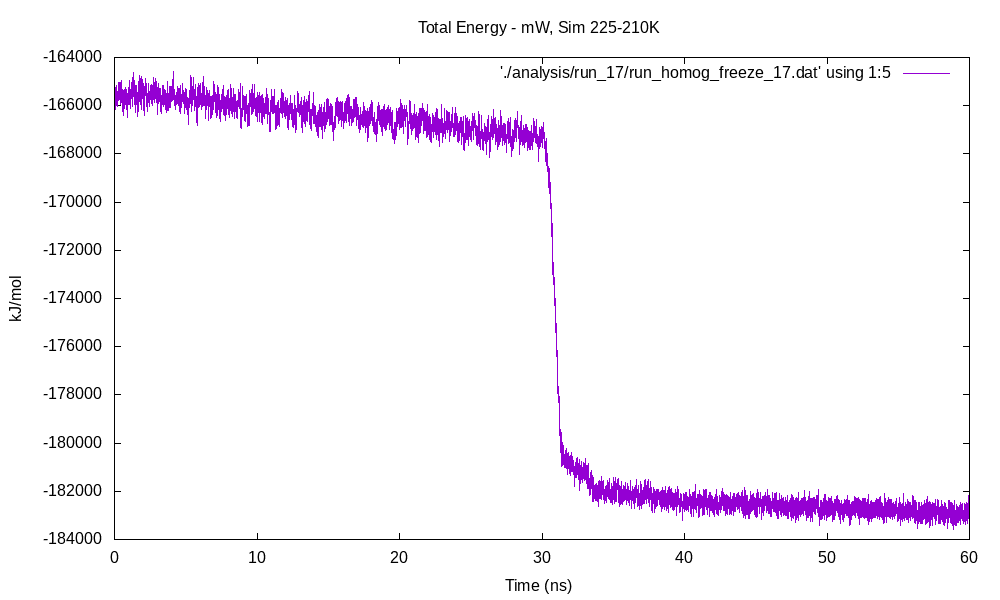 Total Energy - mW, Sim 225-210K
'./analysis/run_17/run_homog_freeze_17.dat' using 1:5
-164000
-166000
-168000
-170000
-172000
-174000
-176000
-178000
-180000
-182000
-184000
kJ/mol
0 10 20 30 40 50 60
Time (ns)